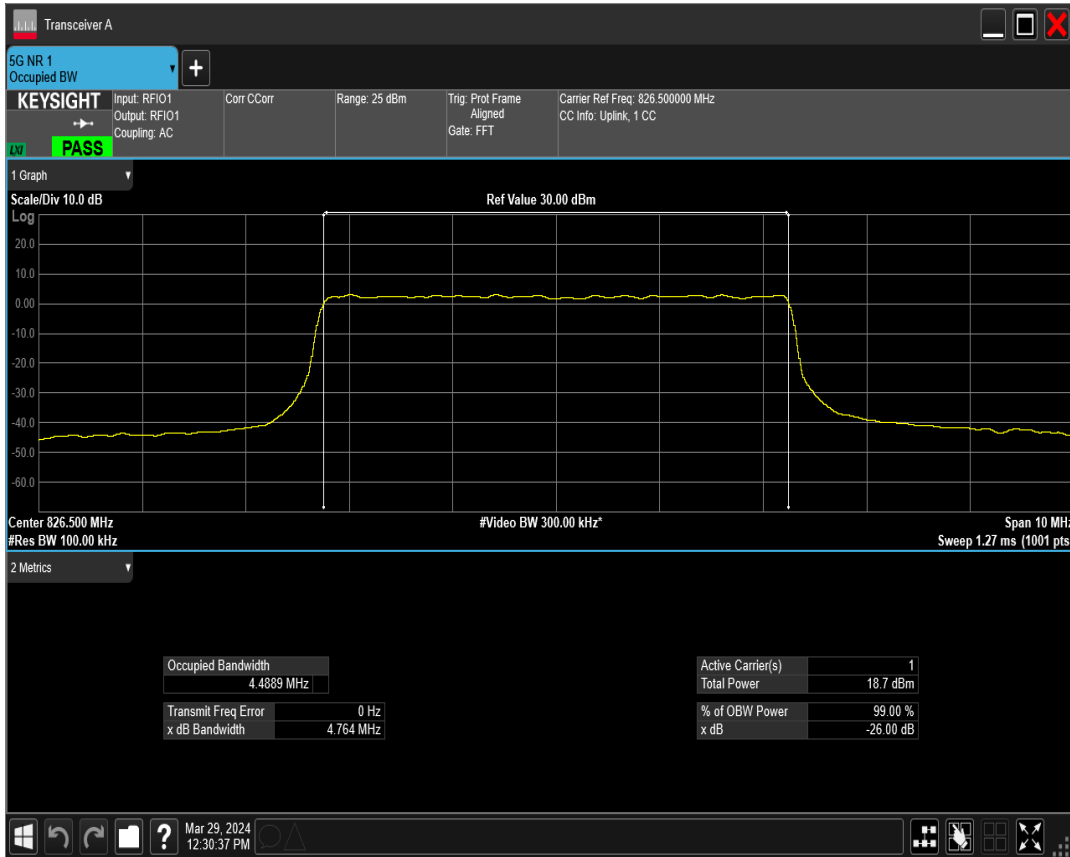 Transceiver A
5G NR 1
Occupied BW
KEYSIGHT
LXI
PASS
Input: RFIO1
Output: RFIO1
Coupling: AC
Corr CCorr
Range: 25 dBm
Trig: Prot Frame
Aligned
Gate: FFT
Carrier Ref Freq: 826.500000 MHz
CC Info: Uplink, 1 CC
1 Graph
Scale/Div 10.0 dB
Ref Value 30.00 dBm
Log
20.0
10.0
0.00
-10.0
-20.0
-30.0
-40.0
-50.0
-60.0
Center 826.500 MHz
#Video BW 300.00 kHz*
Span 10 MHz
#Res BW 100.00 kHz
Sweep 1.27 ms (1001 pts
2 Metrics
Occupied Bandwidth
4.4889 MHz
Transmit Freq Error 0 Hz
x dB Bandwidth 4.764 MHz
Active Carrier(s) 1
Total Power 18.7 dBm
% of OBW Power 99.00 %
x dB -26.00 dB
?
Mar 29, 2024
12:30:37 PM